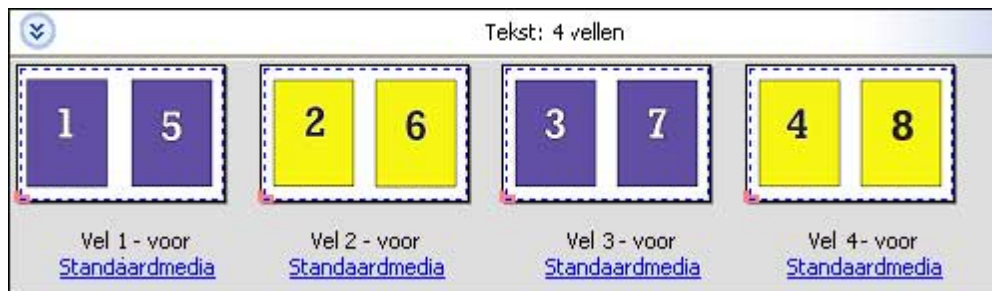 Tekst: 4 vellen
1 5 2 6 3 7 4 8
Vel 1 - voor Vel 2 - voor Vel 3 - voor Vel 4 - voor
Standaardmedia Standaardmedia Standaardmedia Standaardmedia